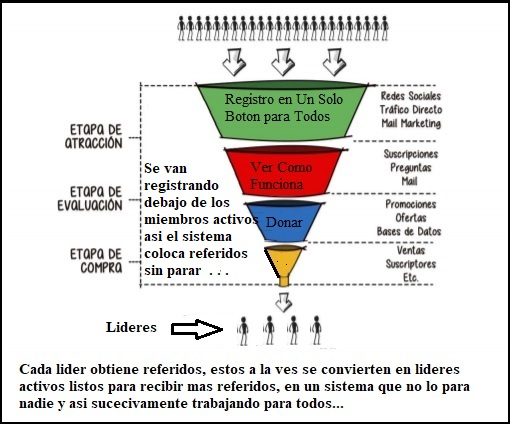 Registro en Un Solo
Boton para Todos
Redes Sociales
Tráfico Directo
Mail Marketing
ETAPA DE
ATRACCIÓN
Ver Como
Funciona
Suscripciones
Preguntas
Mail
Se van
registrando
debajo de los
miembros activos
asi el sistema
coloca referidos
sin parar . . .
ETAPA DE
EVALUACIÓN
Donar
Promociones
Ofertas
Bases de Datos
ETAPA DE
COMPRA
Ventas
Suscriptores
Etc.
Lideres
Cada lider obtiene referidos, estos a la ves se convierten en lideres
activos listos para recibir mas referidos, en un sistema que no lo para
nadie y asi sucecivamente trabajando para todos...